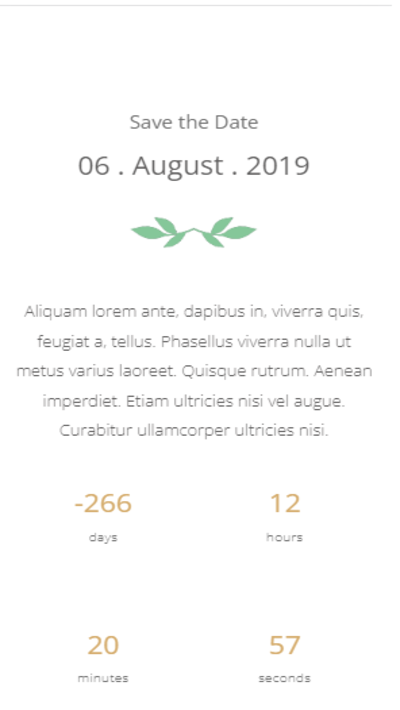 Save the Date
06 . August . 2019
Aliquam lorem ante, dapibus in, viverra quis,
feugiat a, tellus. Phasellus viverra nulla ut
metus varius laoreet. Quisque rutrum. Aenean
imperdiet. Etiam ultricies nisi vel augue.
Curabitur ullamcorper ultricies nisi.
-266 12
days hours
20 57
minutes seconds